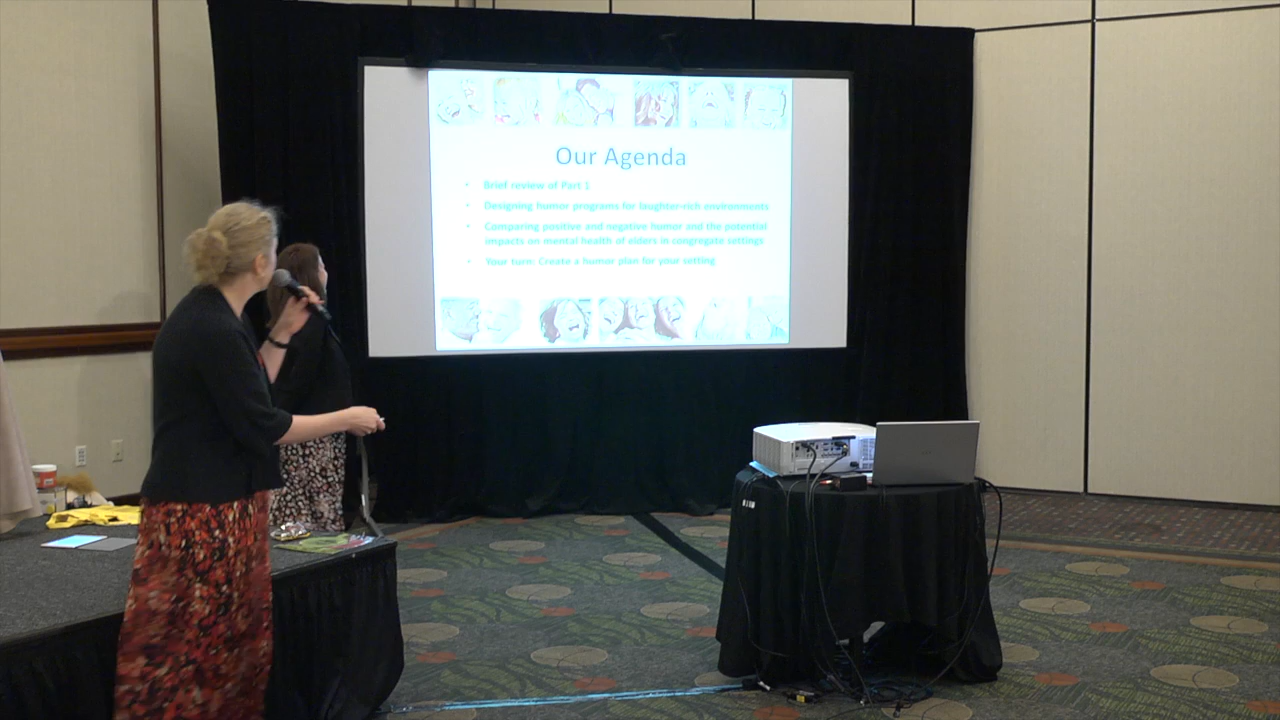 Our Agenda
• Brief review of Part 1
• Designing humor programs for laughter-rich environments
• Comparing positive and negative humor and the potential
impacts on mental health of elders in congregate settings
• Your turn: Create a humor plan for your setting